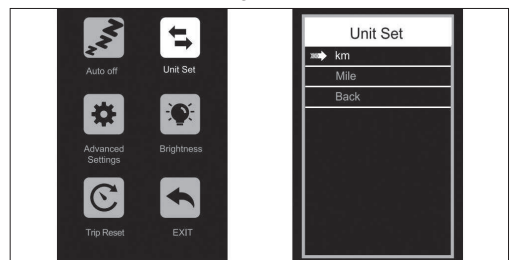 Auto off
Unit Set
Advanced
Settings
Brightness
Trip Reset
EXIT
Unit Set
km
Mile
Back